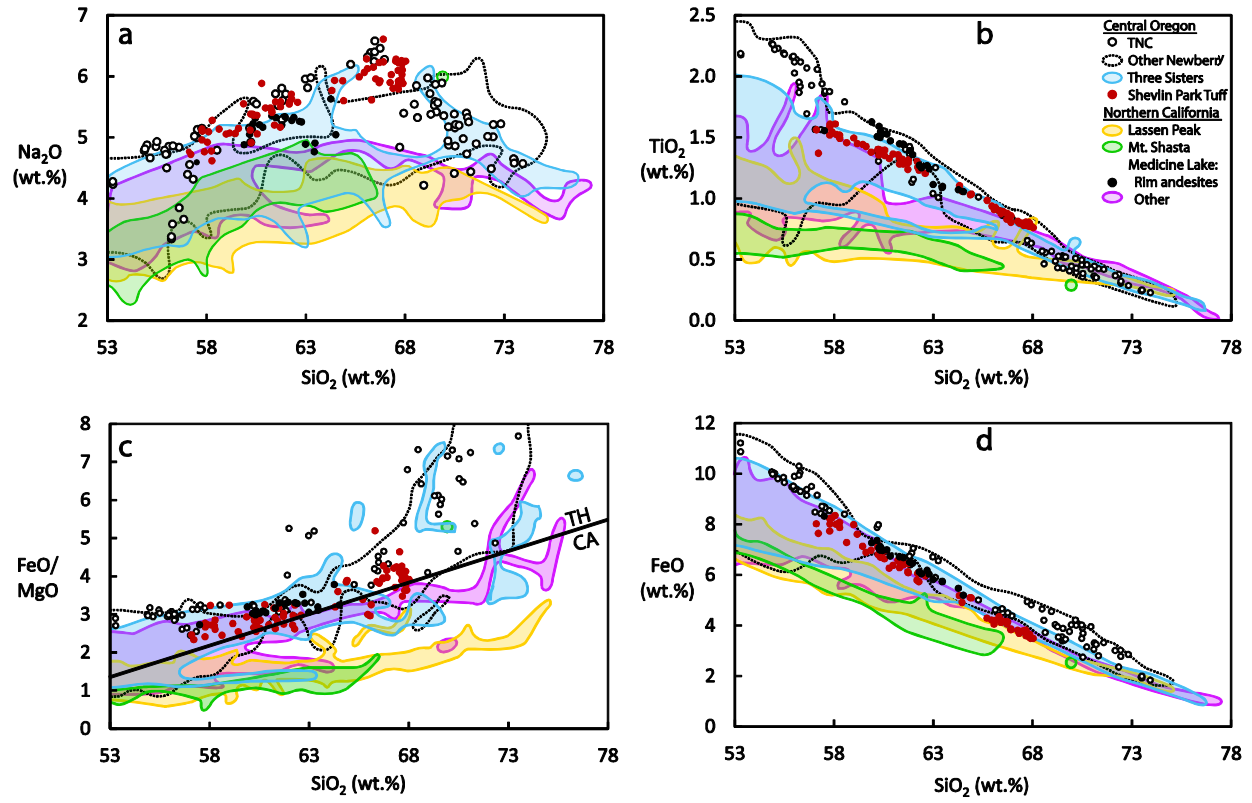 a
7
6
5
4
3
2
Na2O
(wt.%)
53 58 63 68 73 78
SiO2 (wt.%)
b
2.5
2.0
1.5
1.0
0.5
0.0
TiO2
(wt.%)
53 58 63 68 73 78
SiO2 (wt.%)
Central Oregon
TNC
Other Newbery
Three Sisters
Shevlin Park Tuff
Northern California
Lassen Peak
Mt. Shasta
Medicine Lake:
Rim andesites
Other
c
8
7
6
5
4
3
2
1
0
FeO/
MgO
TH
CA
53 58 63 68 73 78
SiO2 (wt.%)
d
12
10
8
6
4
2
0
FeO
(wt.%)
53 58 63 68 73 78
SiO2 (wt.%)